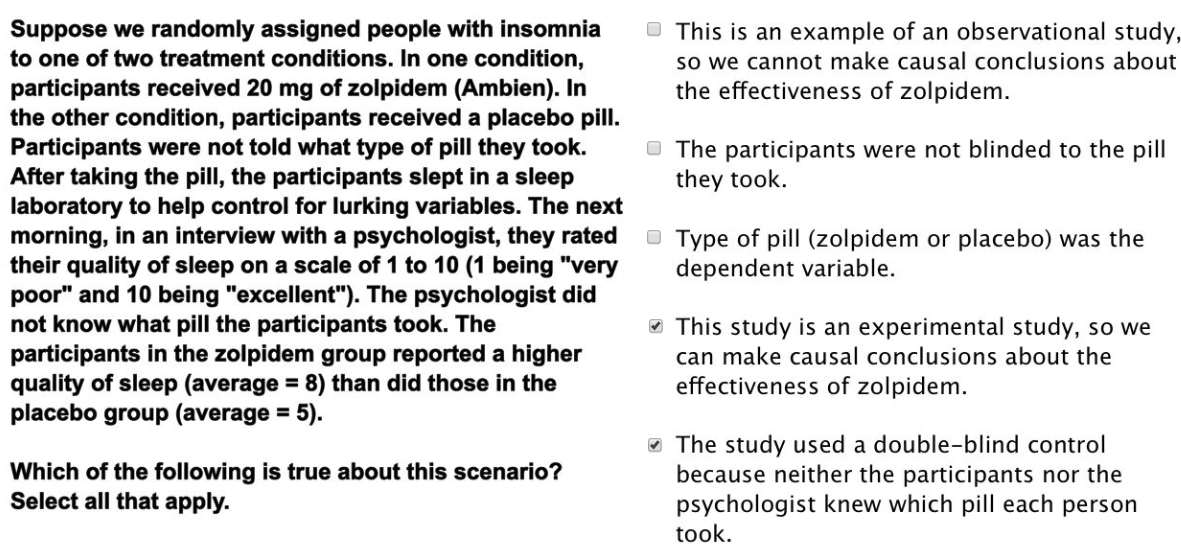 Suppose we randomly assigned people with insomnia
to one of two treatment conditions. In one condition,
participants received 20 mg of zolpidem (Ambien). In
the other condition, participants received a placebo pill.
Participants were not told what type of pill they took.
After taking the pill, the participants slept in a sleep
laboratory to help control for lurking variables. The next
morning, in an interview with a psychologist, they rated
their quality of sleep on a scale of 1 to 10 (1 being "very
poor" and 10 being "excellent"). The psychologist did
not know what pill the participants took. The
participants in the zolpidem group reported a higher
quality of sleep (average = 8) than did those in the
placebo group (average = 5).
Which of the following is true about this scenario?
Select all that apply.
This is an example of an observational study,
so we cannot make causal conclusions about
the effectiveness of zolpidem.
The participants were not blinded to the pill
they took.
Type of pill (zolpidem or placebo) was the
dependent variable.
This study is an experimental study, so we
can make causal conclusions about the
effectiveness of zolpidem.
The study used a double-blind control
because neither the participants nor the
psychologist knew which pill each person
took.